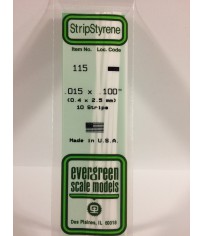 StripStyrene
Item No. Loc. Code
115
.015 x .100"
(0.4 x 2.5 mm)
10 Strips
Made in U.S.A.
evergreen
scale models
Des Plaines, IL 60018